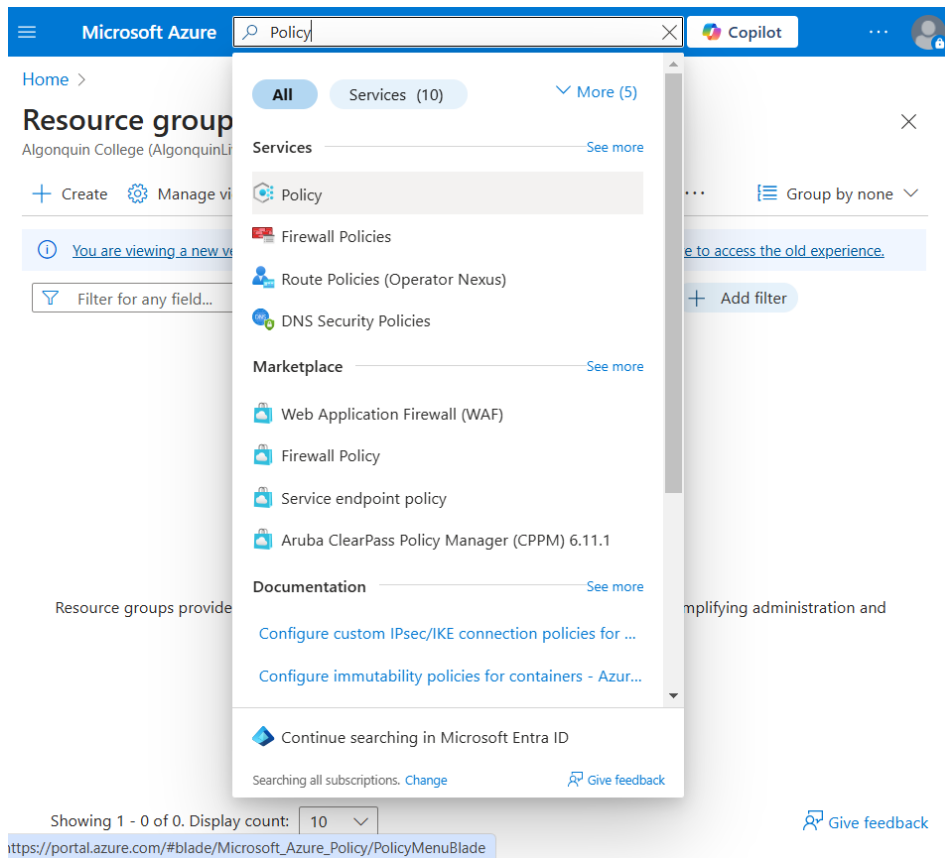 Microsoft Azure
Policy
Copilot
Home
All
Services (10)
More (5)
Resource group
Algonquin College (AlgonquinLi
Services
See more
Create
Manage vi
Policy
Group by none
Firewall Policies
You are viewing a new ve
e to access the old experience.
Route Policies (Operator Nexus)
Filter for any field...
Add filter
DNS Security Policies
Marketplace
See more
Web Application Firewall (WAF)
Firewall Policy
Service endpoint policy
Aruba ClearPass Policy Manager (CPPM) 6.11.1
Documentation
See more
Resource groups provide
mplifying administration and
Configure custom IPsec/IKE connection policies for ...
Configure immutability policies for containers - Azur...
Continue searching in Microsoft Entra ID
Searching all subscriptions. Change
Give feedback
Showing 1 - 0 of 0. Display count: 10
Give feedback
https://portal.azure.com/#blade/Microsoft_Azure_Policy/PolicyMenuBlade